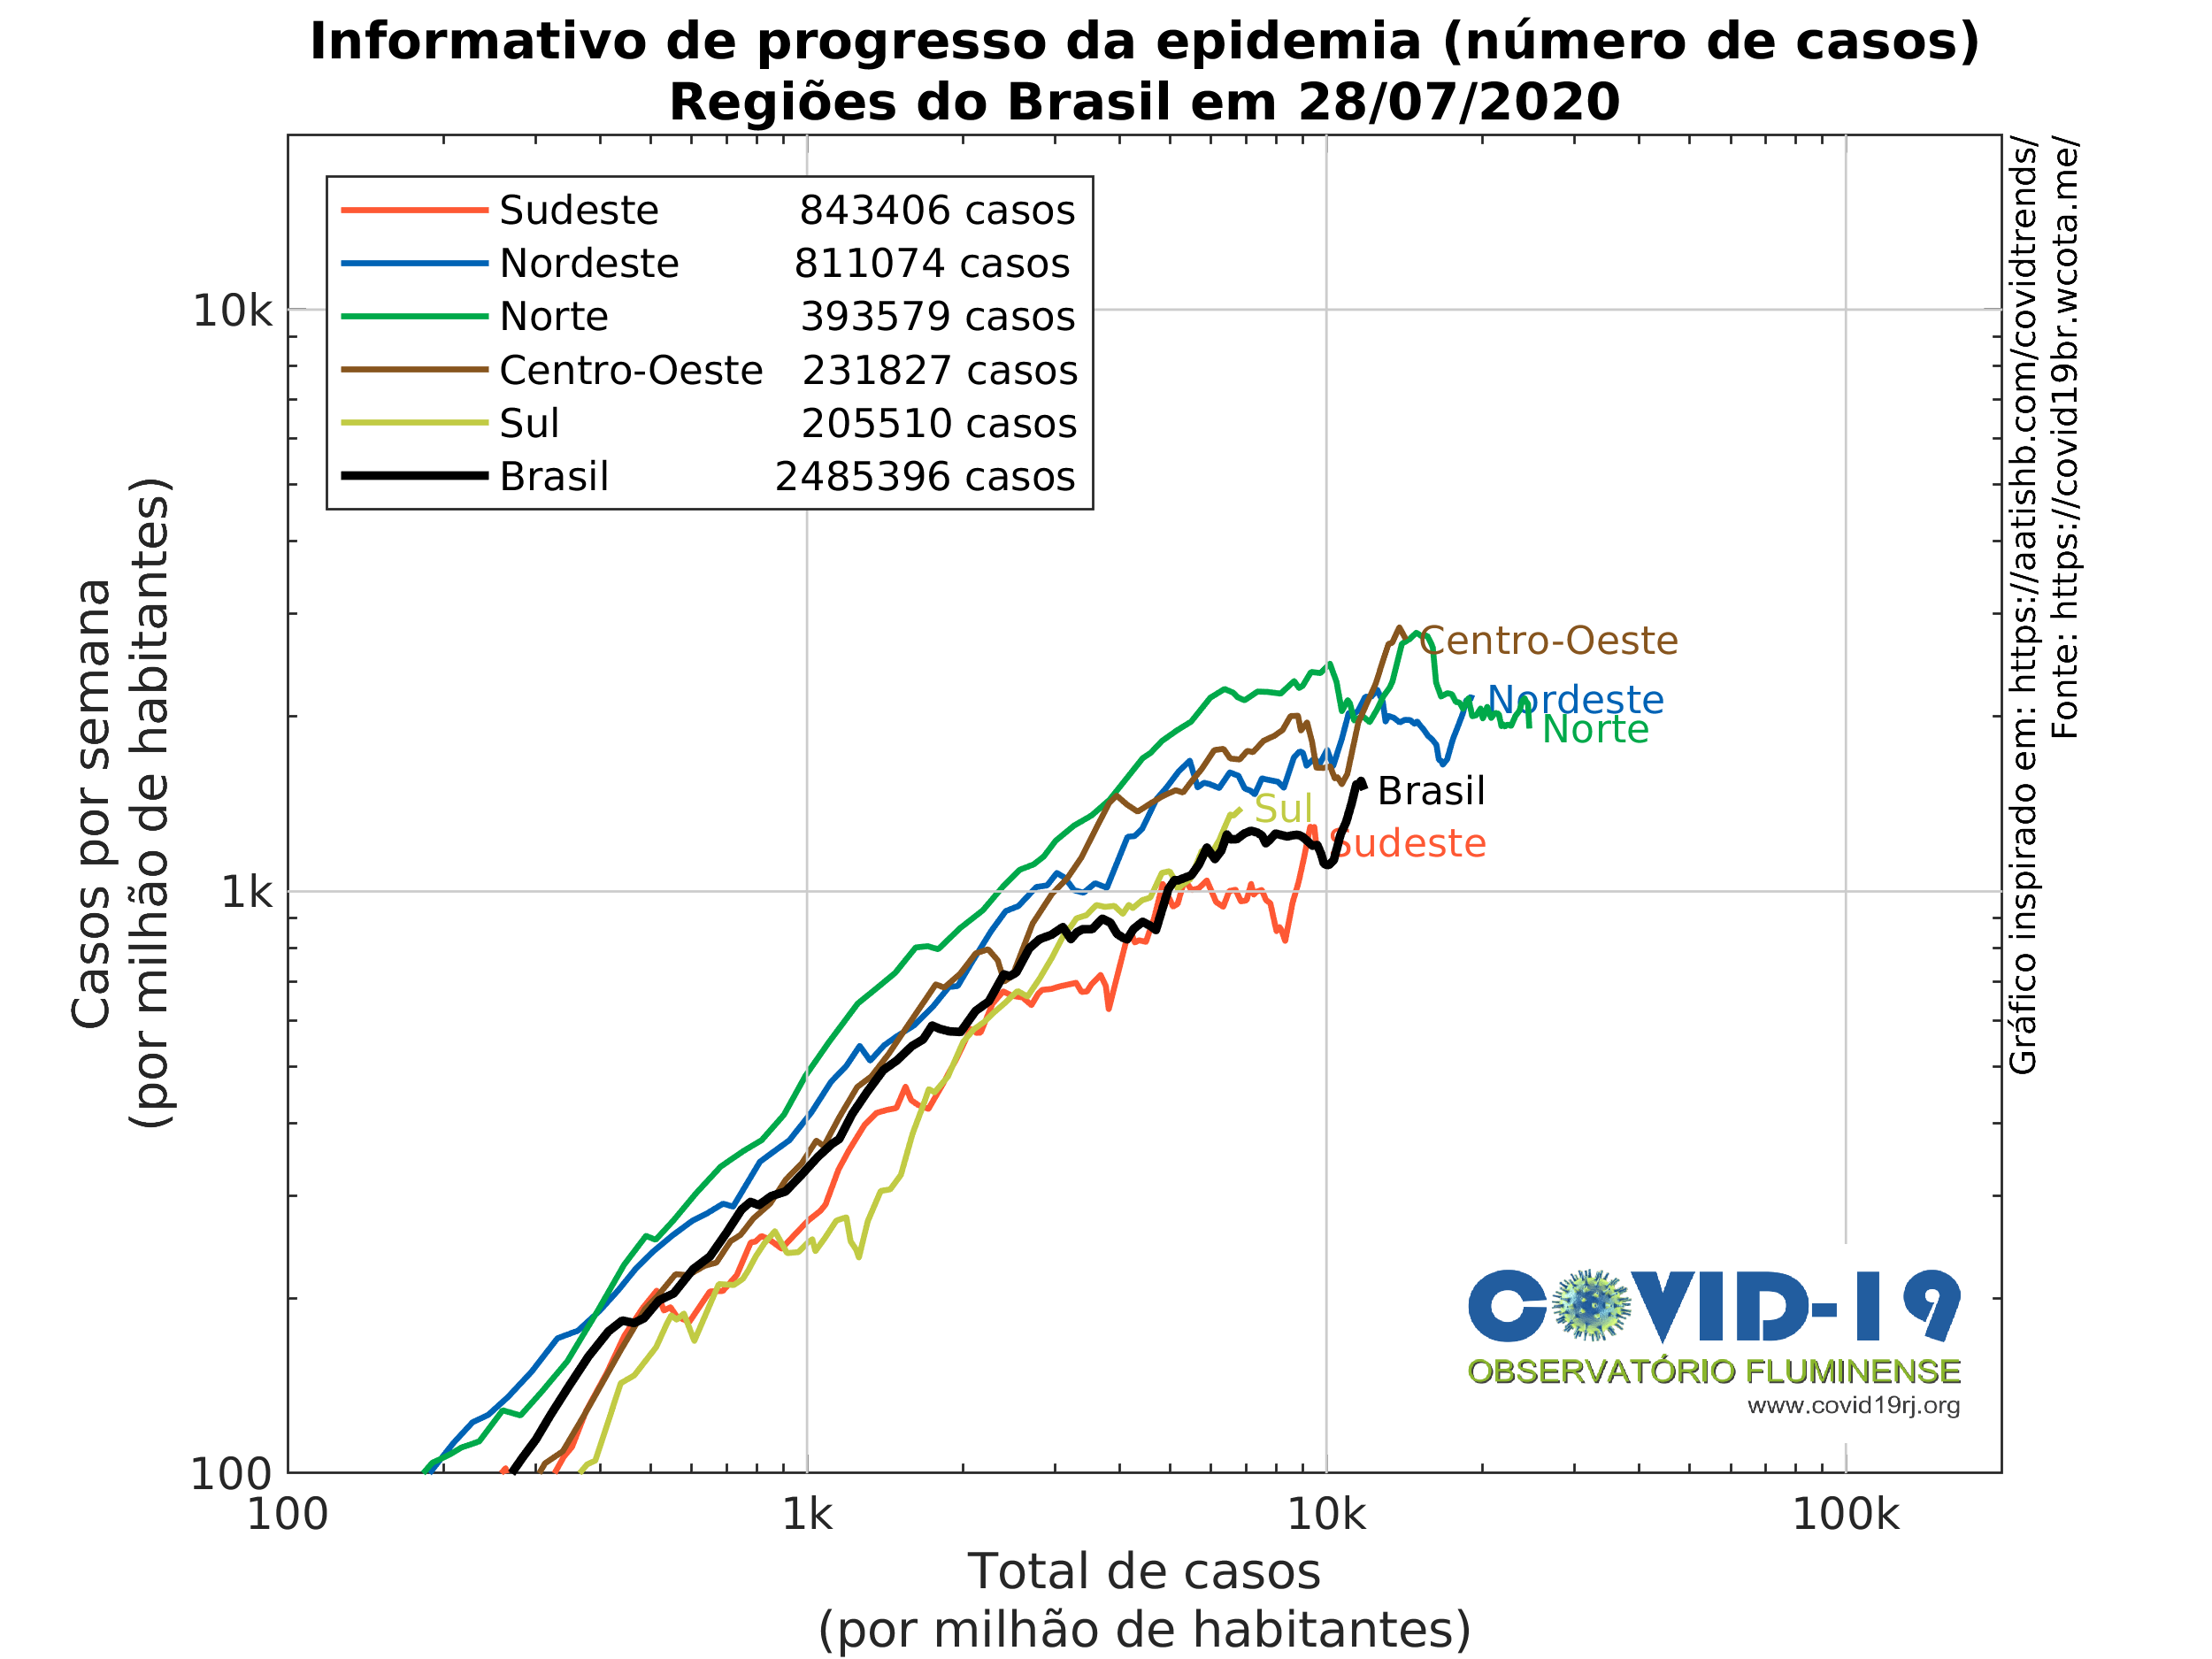 Informativo de progresso da epidemia (número de casos)
Regiões do Brasil em 28/07/2020
Sudeste 843406 casos
Nordeste 811074 casos
Norte 393579 casos
Centro-Oeste 231827 casos
Sul 205510 casos
Brasil 2485396 casos
10k
1k
100
Casos por semana
(por milhão de habitantes)
Centro-Oeste
Nordeste
Norte
Brasil
Sul
Sudeste
Gráfico inspirado em: https://aatishb.com/covidtrends/
Fonte: https://covid19br.wcota.me/
COVID-19
OBSERVATÓRIO FLUMINENSE
www.covid19rj.org
100
1k
10k
100k
Total de casos
(por milhão de habitantes)